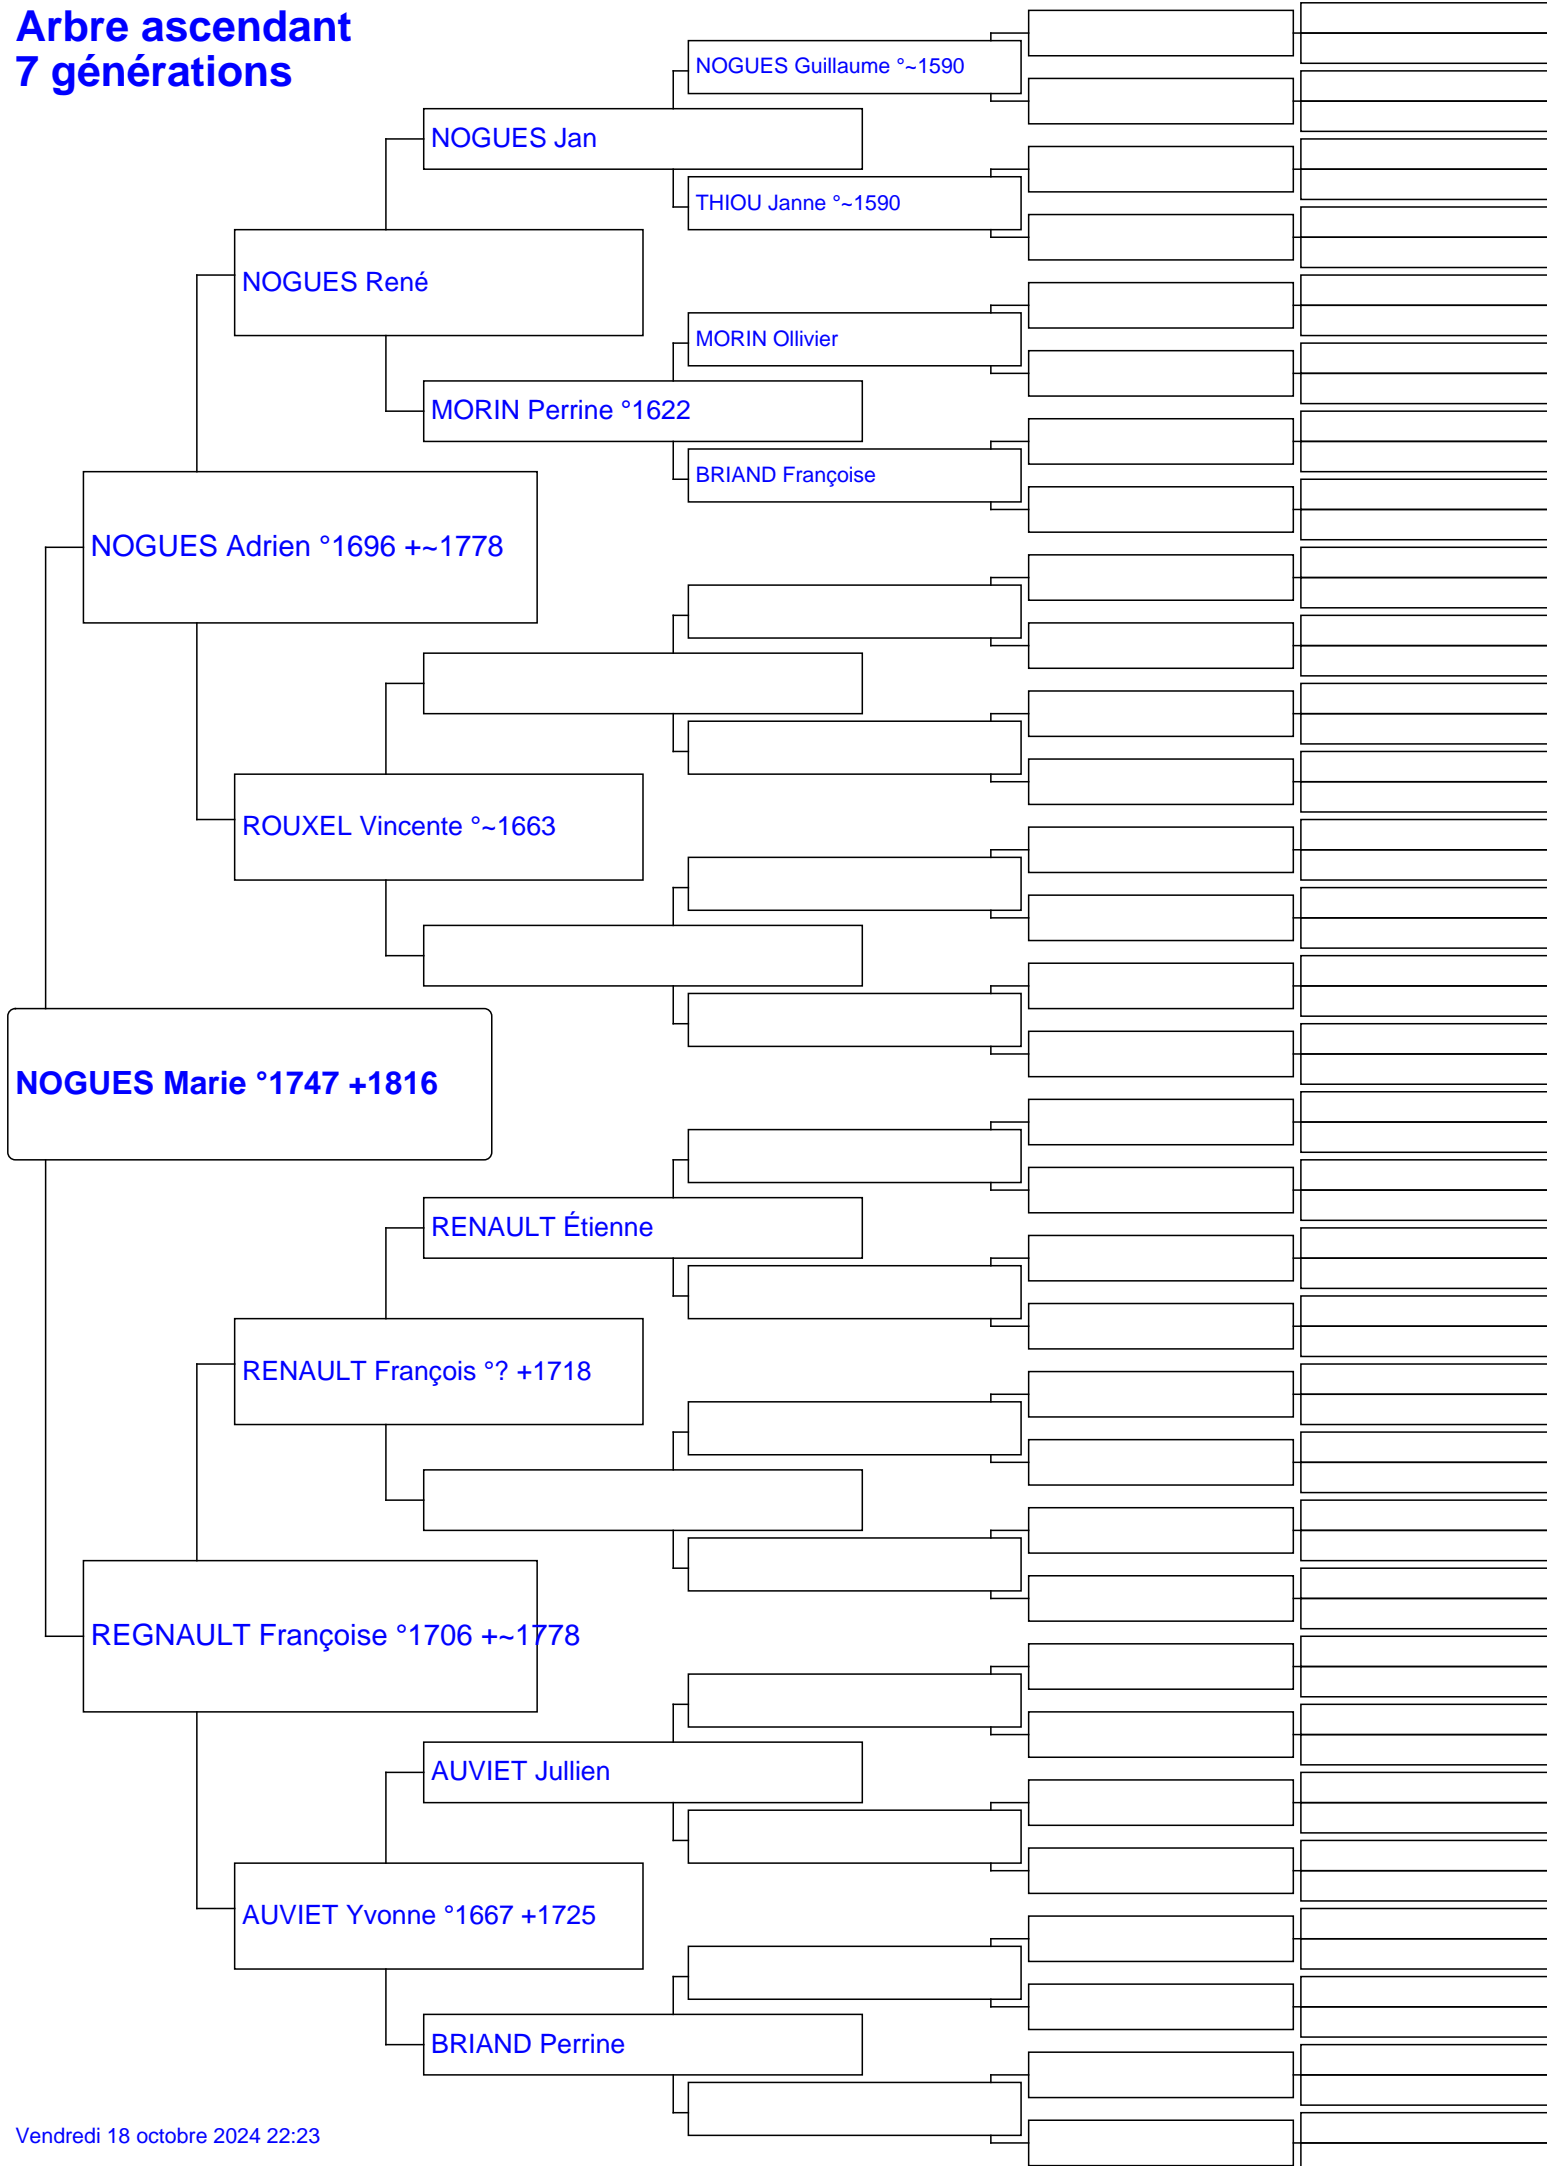 Arbre ascendant
7 générations
NOGUES Guillaume °~1590
NOGUES Jan
THIOU Janne °~1590
NOGUES René
MORIN Ollivier
MORIN Perrine °1622
BRIAND Françoise
NOGUES Adrien °1696 +~1778
ROUXEL Vincente °~1663
NOGUES Marie °1747 +1816
RENAULT Étienne
RENAULT François °? +1718
REGNAULT Françoise °1706 +~1778
AUVIET Jullien
AUVIET Yvonne °1667 +1725
BRIAND Perrine
Vendredi 18 octobre 2024 22:23